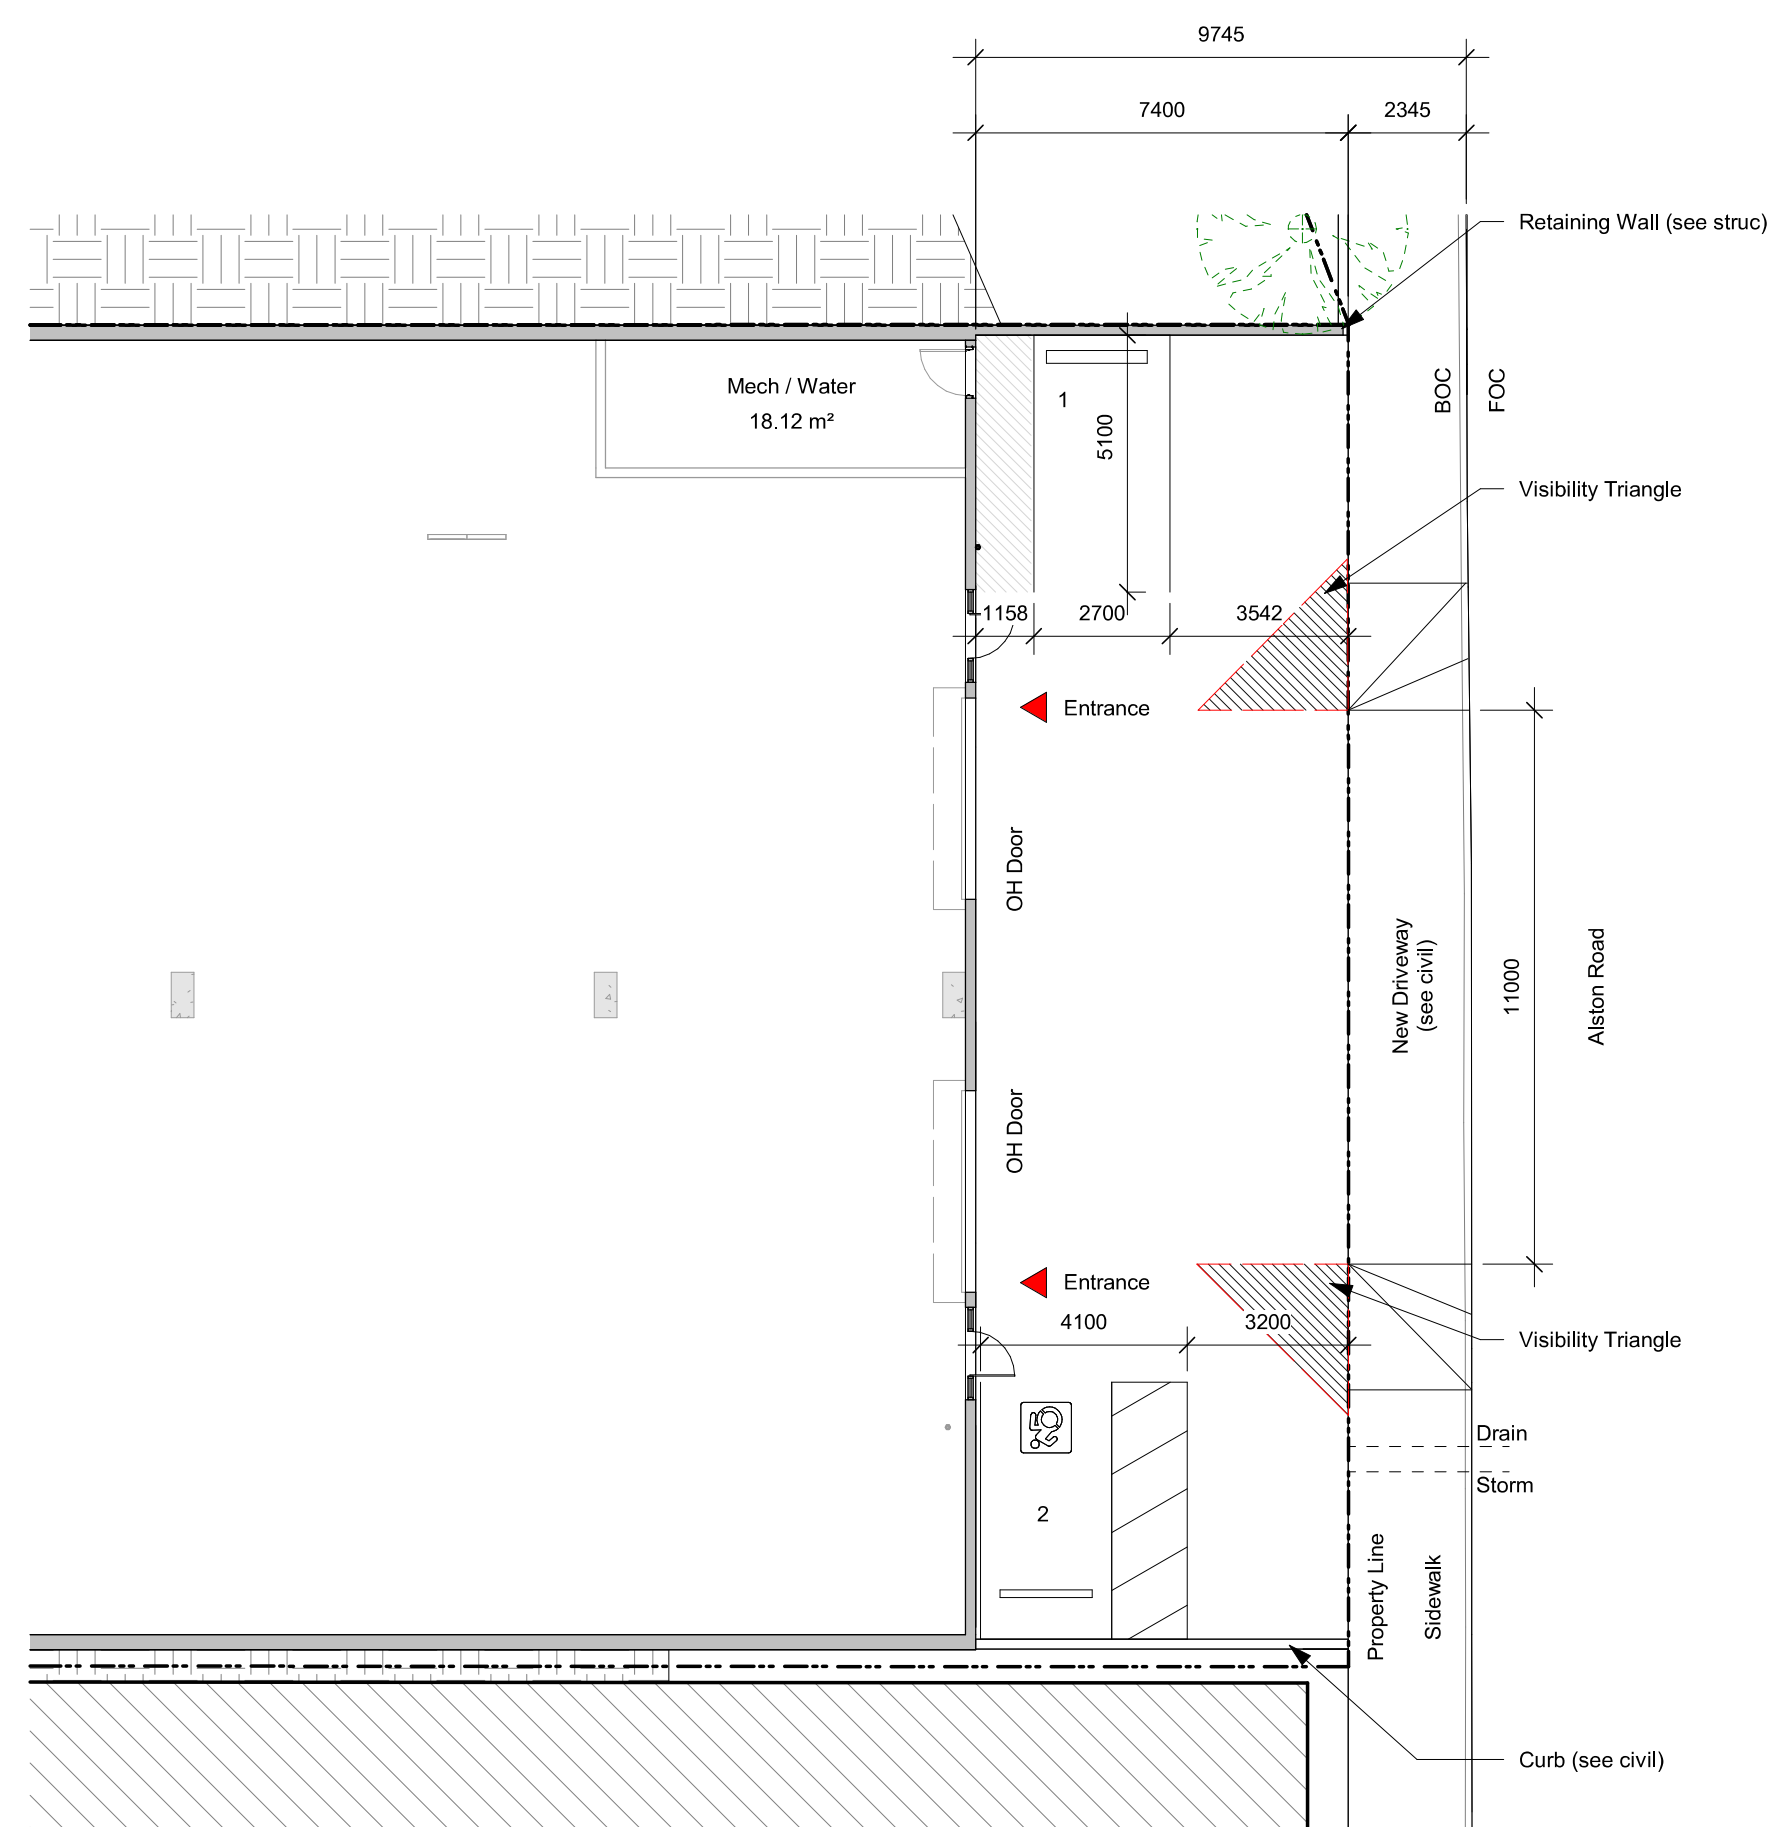 9745
7400
2345
Retaining Wall (see struc)
Mech / Water
18.12 m²
1
5100
BOC
FOC
Visibility Triangle
1158
2700
3542
Entrance
OH Door
New Driveway
(see civil)
11000
Alston Road
OH Door
Entrance
4100
3200
Visibility Triangle
Drain
Storm
2
Property Line
Sidewalk
Curb (see civil)